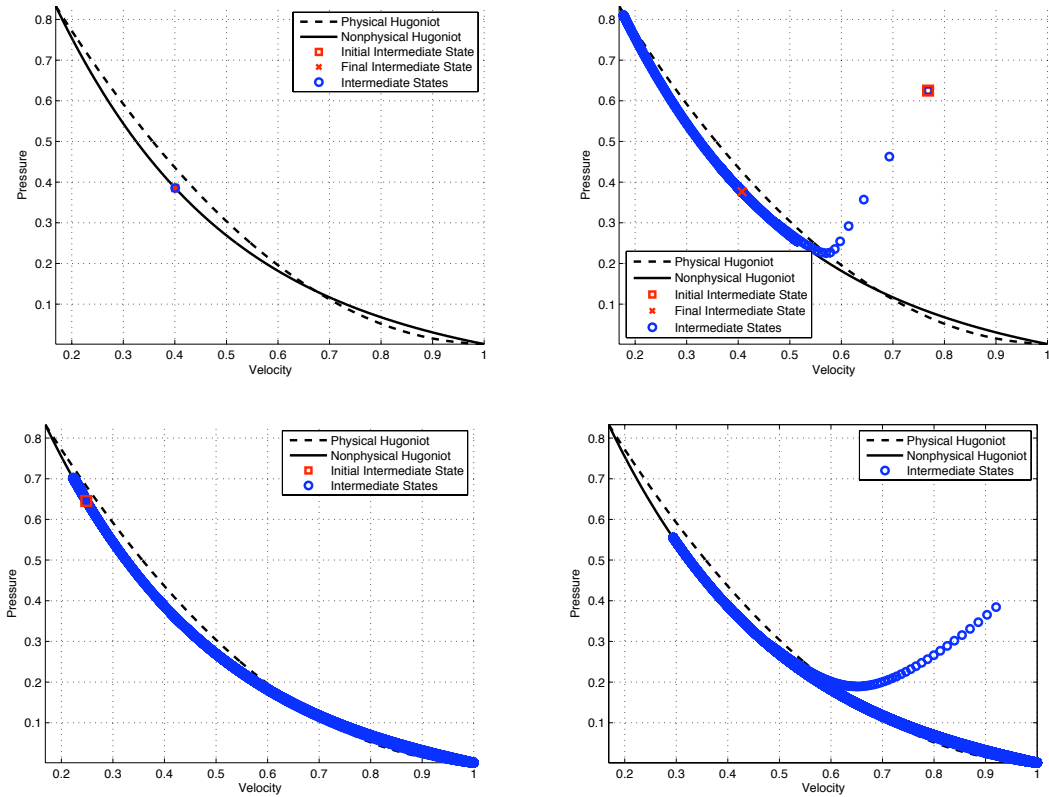 0.8
0.7
0.6
0.5
0.4
0.3
0.2
0.1
Pressure
0.2 0.3 0.4 0.5 0.6 0.7 0.8 0.9 1
Velocity
Physical Hugoniot
Nonphysical Hugoniot
Initial Intermediate State
Final Intermediate State
Intermediate States
0.8
0.7
0.6
0.5
0.4
0.3
0.2
0.1
Pressure
0.2 0.3 0.4 0.5 0.6 0.7 0.8 0.9 1
Velocity
Physical Hugoniot
Nonphysical Hugoniot
Initial Intermediate State
Final Intermediate State
Intermediate States
0.8
0.7
0.6
0.5
0.4
0.3
0.2
0.1
Pressure
0.2 0.3 0.4 0.5 0.6 0.7 0.8 0.9 1
Velocity
Physical Hugoniot
Nonphysical Hugoniot
Initial Intermediate State
Intermediate States
0.8
0.7
0.6
0.5
0.4
0.3
0.2
0.1
Pressure
0.2 0.3 0.4 0.5 0.6 0.7 0.8 0.9 1
Velocity
Physical Hugoniot
Nonphysical Hugoniot
Intermediate States